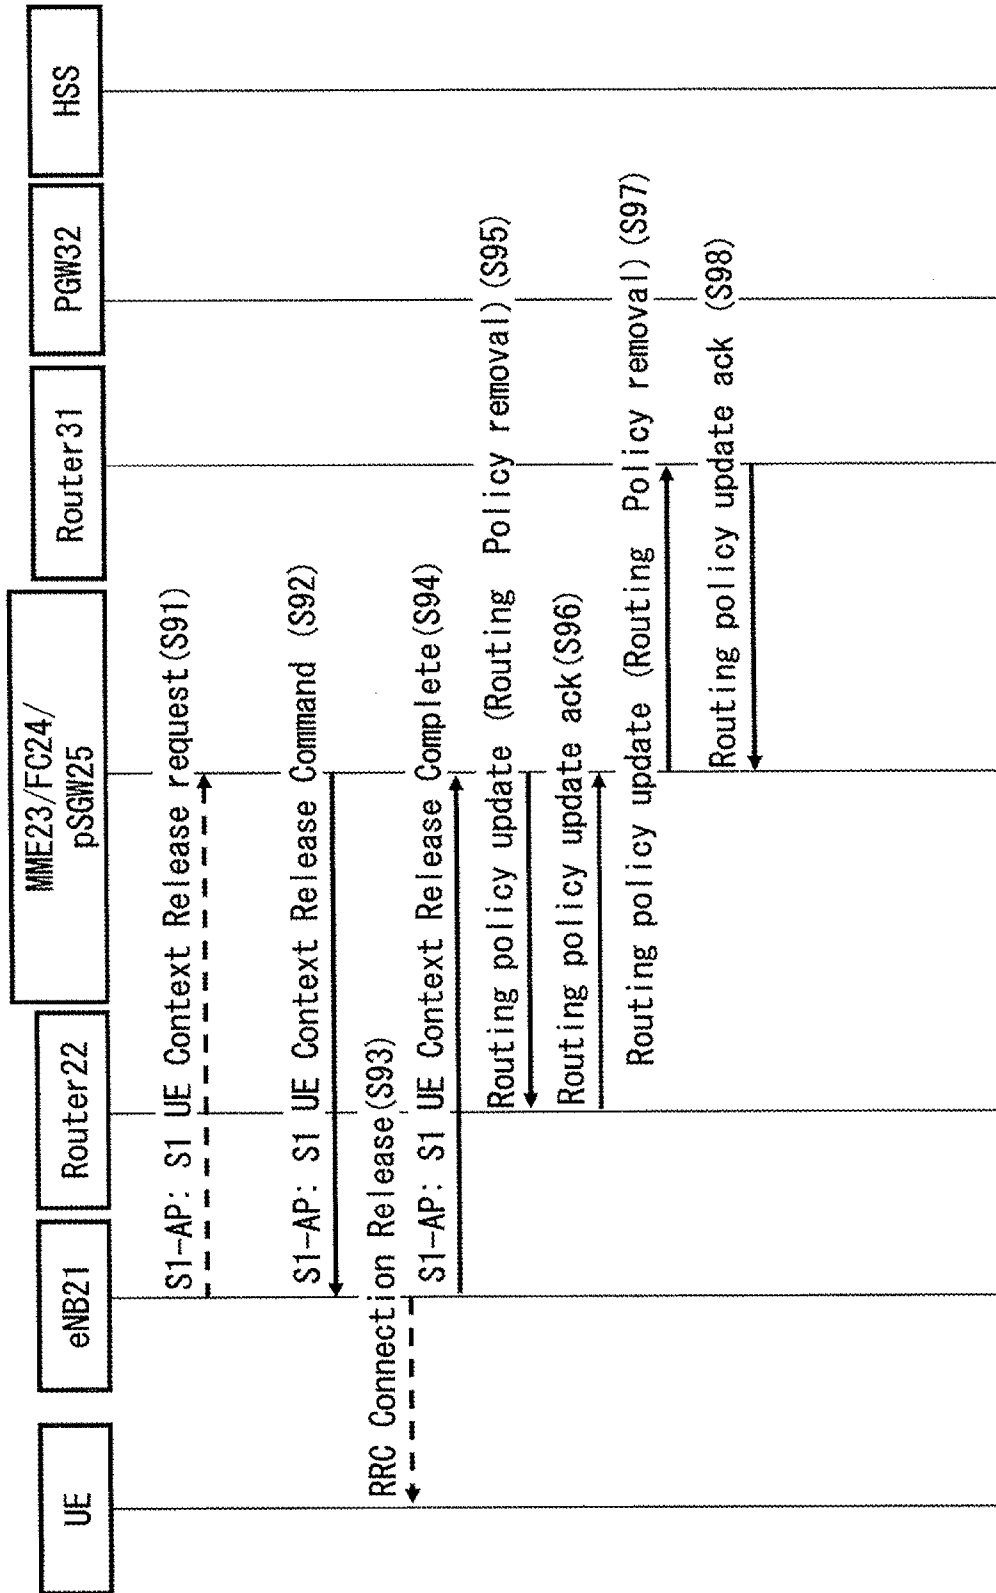 UE
eNB21
Router22
MME23/FC24/
pSGW25
Router31
PGW32
HSS
S1-AP: S1 UE Context Release request(S91)
S1-AP: S1 UE Context Release Command (S92)
RRC Connection Release(S93)
S1-AP: S1 UE Context Release Complete(S94)
Routing policy update (Routing Policy removal)(S95)
Routing policy update ack(S96)
Routing policy update (Routing Policy removal)(S97)
Routing policy update ack (S98)